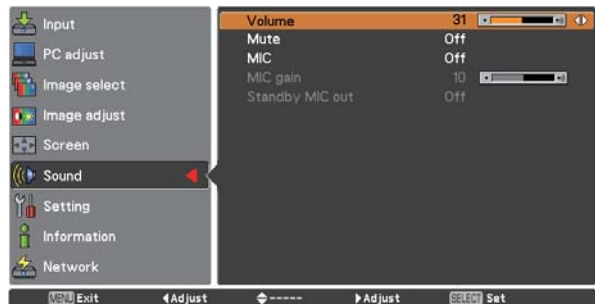 Input
PC adjust
Image select
Image adjust
Screen
Sound
Setting
Information
Network
Volume 31
Mute Off
MIC Off
MIC gain 10
Standby MIC out Off
MENU Exit ◀Adjust ◆----- ▶Adjust SELECT Set